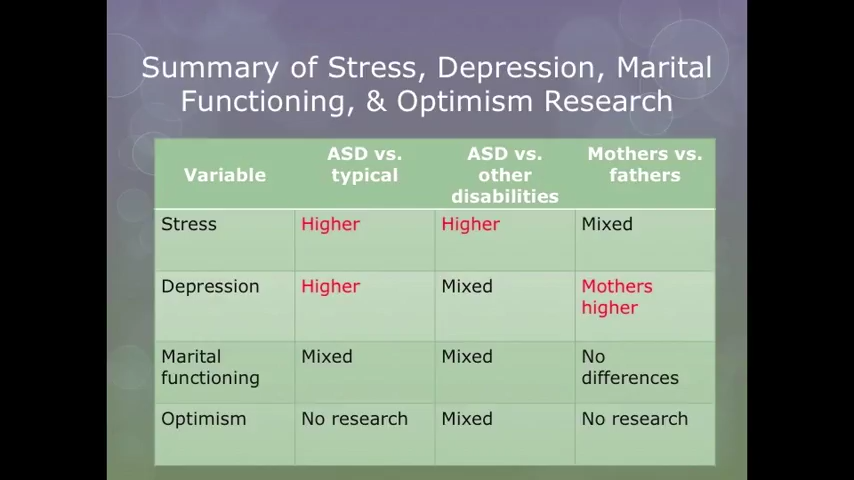 Summary of Stress, Depression, Marital
Functioning, & Optimism Research
Variable
ASD vs.
typical
ASD vs.
other
disabilities
Mothers vs.
fathers
Stress
Higher
Higher
Mixed
Depression
Higher
Mixed
Mothers
higher
Marital
functioning
Mixed
Mixed
No
differences
Optimism
No research
Mixed
No research